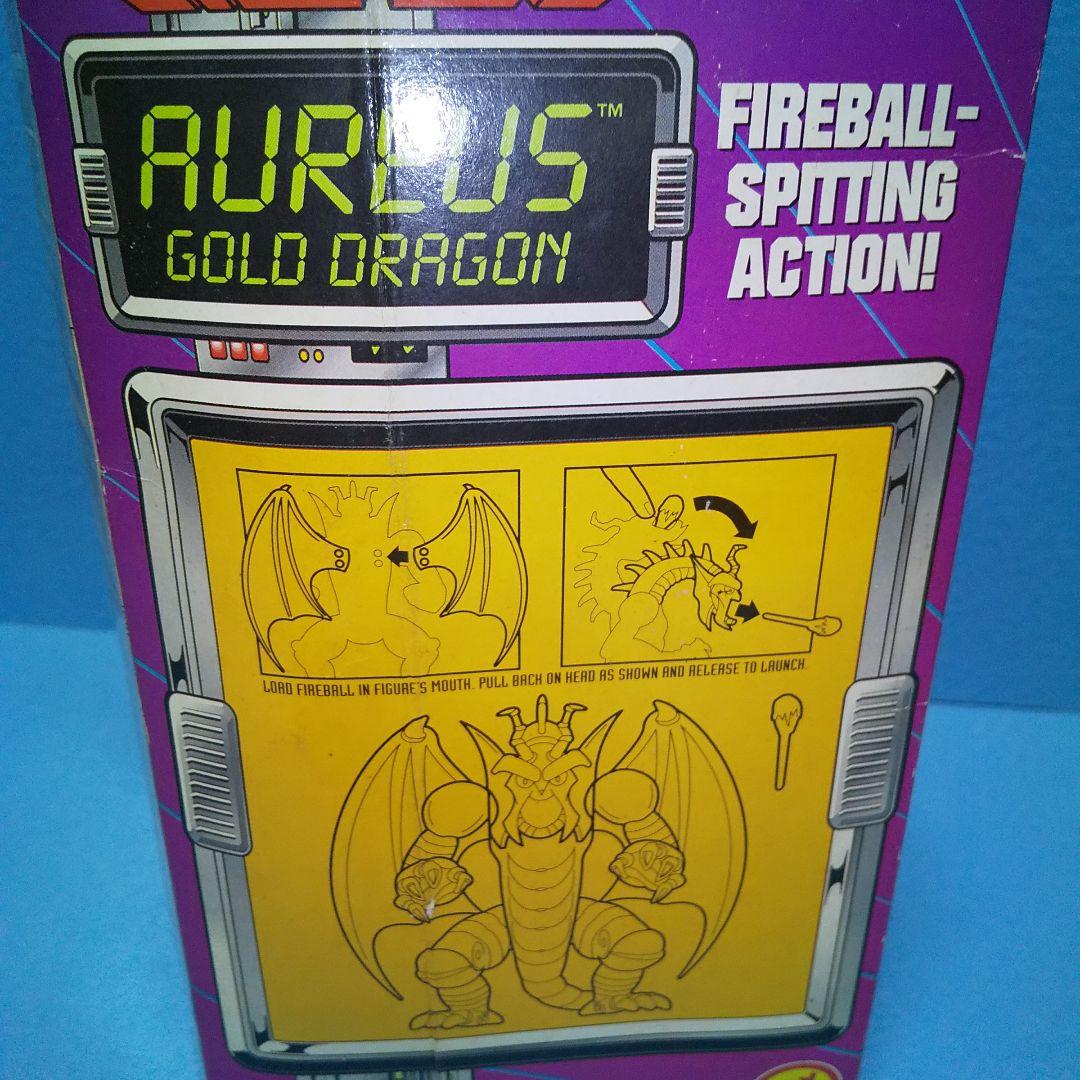 AUREUS™
GOLD DRAGON
FIREBALL-
SPITTING
ACTION!
LOAD FIREBALL IN FIGURE'S MOUTH. PULL BACK ON HEAD AS SHOWN AND RELEASE TO LAUNCH.